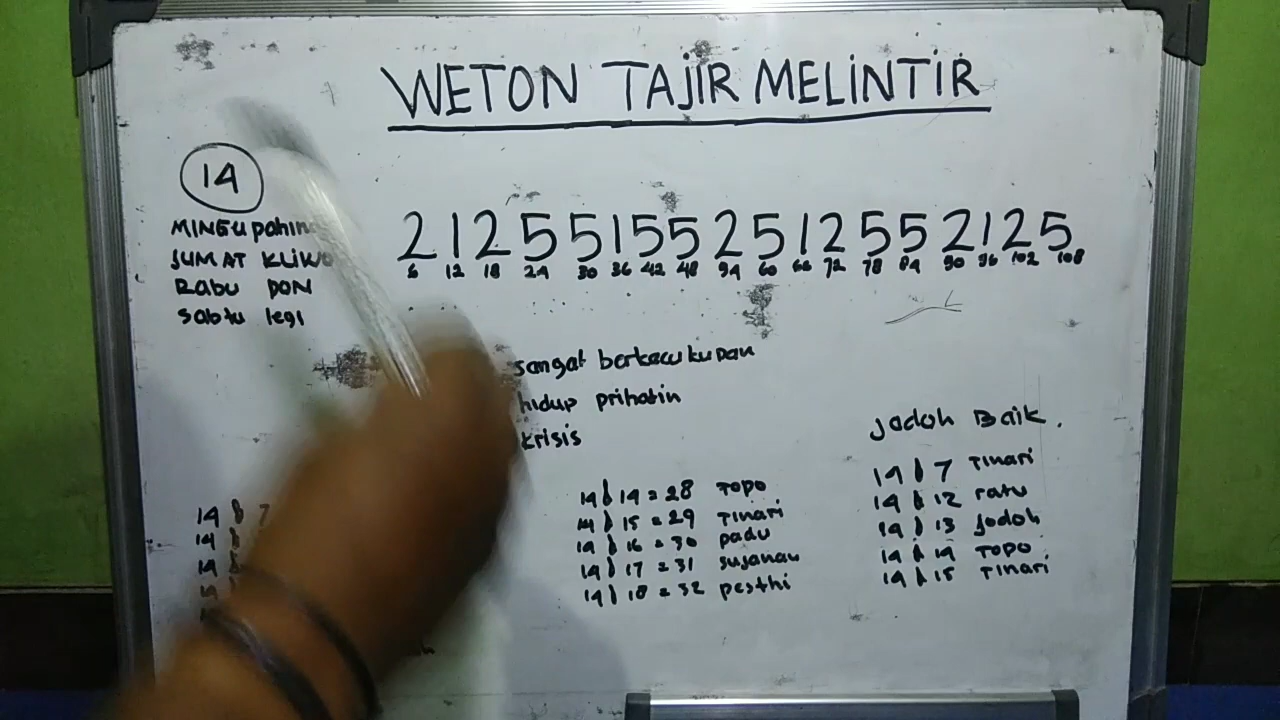 WETON TAJIR MELINTIR
14
MINGU pahing
JUMAT KLIWO
Rabu PON
Sabtu legi
2 1 2 5 5 1 5 5 2 5 1 2 5 5 2 1 2 5.
6 12 18 24 30 36 42 48 54 60 66 72 78 84 90 96 102 108
sangat berkecukupan
hidup prihatin
krisis
14 & 7
14
14
14 & 14 = 28 TOPO
14 & 15 = 29 Tinari
14 & 16 = 30 padu
14 & 17 = 31 sujanan
14 & 18 = 32 pesthi
Jodoh Baik.
14 & 7 Tinari
14 & 12 ratu
14 & 13 Jodoh
14 & 14 TOPO
14 & 15 Tinari